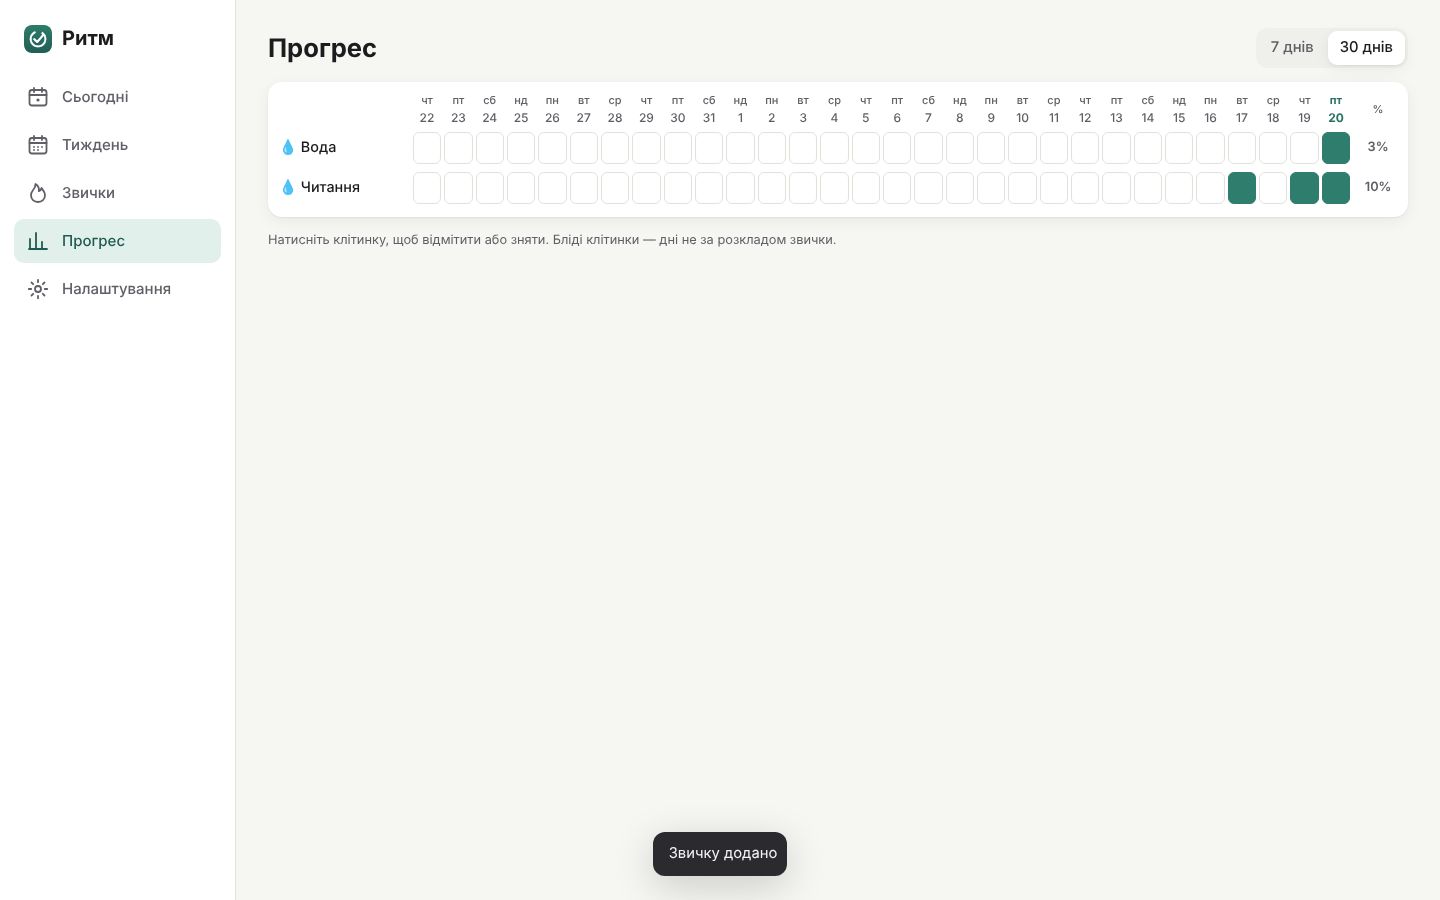 Ритм
Сьогодні
Тиждень
Звички
Прогрес
Налаштування
Прогрес
7 днів 30 днів
чт пт сб нд пн вт ср чт пт сб нд пн вт ср чт пт сб нд пн вт ср чт пт сб нд пн вт ср чт пт %
22 23 24 25 26 27 28 29 30 31 1 2 3 4 5 6 7 8 9 10 11 12 13 14 15 16 17 18 19 20
Вода 3%
Читання 10%
Натисніть клітинку, щоб відмітити або зняти. Бліді клітинки — дні не за розкладом звички.
Звичку додано